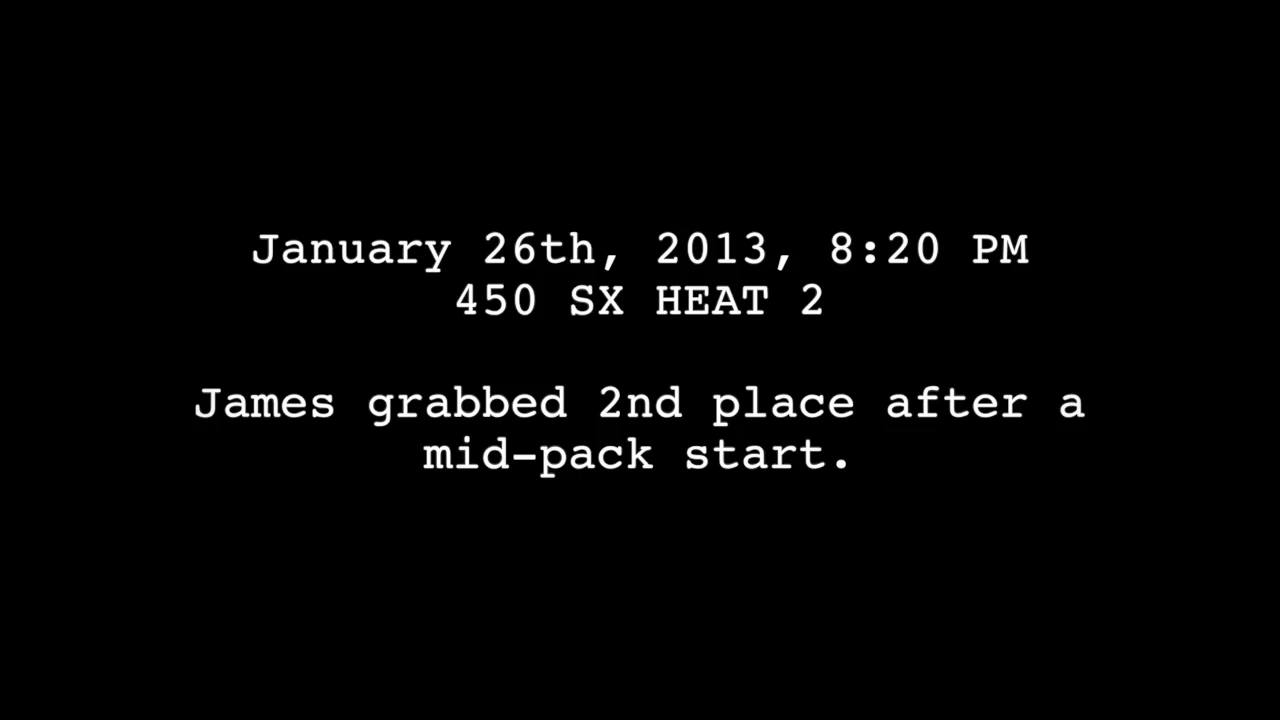 January 26th, 2013, 8:20 PM
450 SX HEAT 2
James grabbed 2nd place after a
mid-pack start.